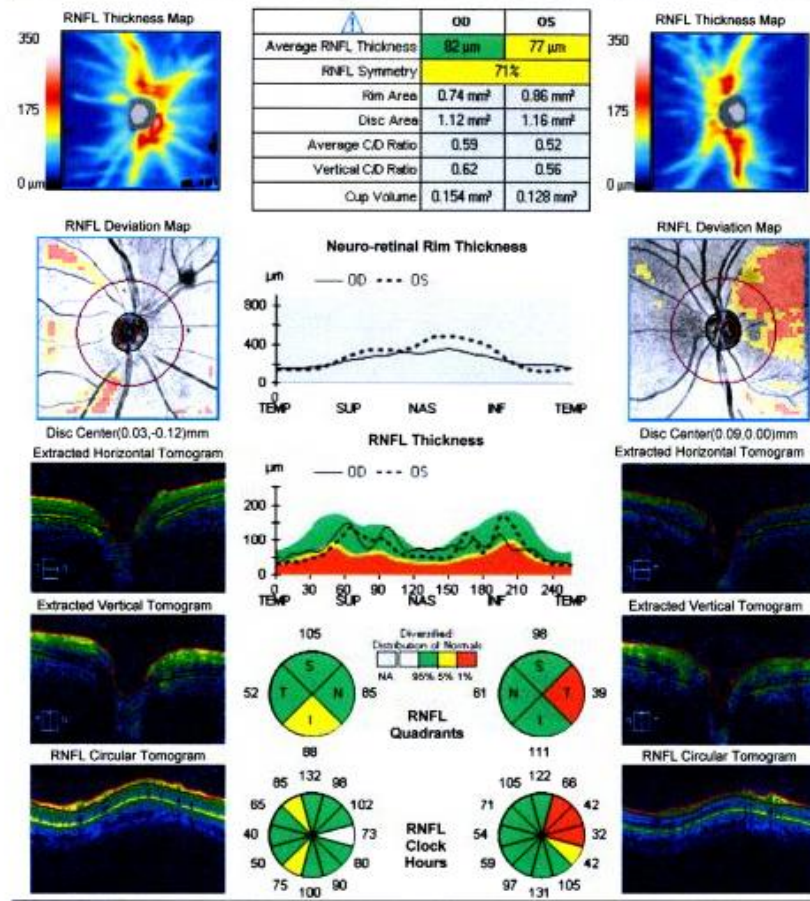 RNFL Thickness Map
350
175
0 µm
OD OS
Average RNFL Thickness 82 µm 77 µm
RNFL Symmetry 71%
Rim Area 0.74 mm² 0.86 mm²
Disc Area 1.12 mm² 1.16 mm²
Average C/D Ratio 0.59 0.52
Vertical C/D Ratio 0.62 0.56
Cup Volume 0.154 mm³ 0.128 mm³
RNFL Thickness Map
350
175
0 µm
RNFL Deviation Map
Disc Center(0.03,-0.12)mm
Neuro-retinal Rim Thickness
µm OD OS
800
400
0
0
TEMP SUP NAS INF TEMP
RNFL Deviation Map
Disc Center(0.09,0.00)mm
Extracted Horizontal Tomogram
RNFL Thickness
µm OD OS
200
100
0
0 30 60 90 120 150 180 210 240
TEMP SUP NAS INF TEMP
Extracted Horizontal Tomogram
Extracted Vertical Tomogram
Diversified:
Distribution of Normals
NA 95% 5% 1%
105
S
52 T N 85
I
88
RNFL
Quadrants
98
S
61 N T 39
I
111
Extracted Vertical Tomogram
RNFL Circular Tomogram
85 132 98
65 102
40 73
50 80
75 100 90
RNFL
Clock
Hours
105 122 66
71 42
54 32
59 42
97 131 105
RNFL Circular Tomogram